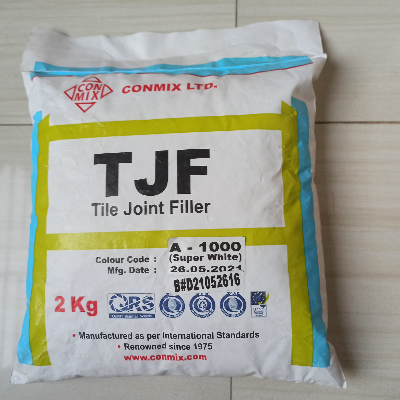 CON
MIX
CONMIX LTD.
TJF
Tile Joint Filler
Colour Code : A - 1000
(Super White)
Mfg. Date : 26.05.2021
B#D21052616
2 Kg
QRS
• Manufactured as per International Standards
• Renowned since 1975
www.conmix.com